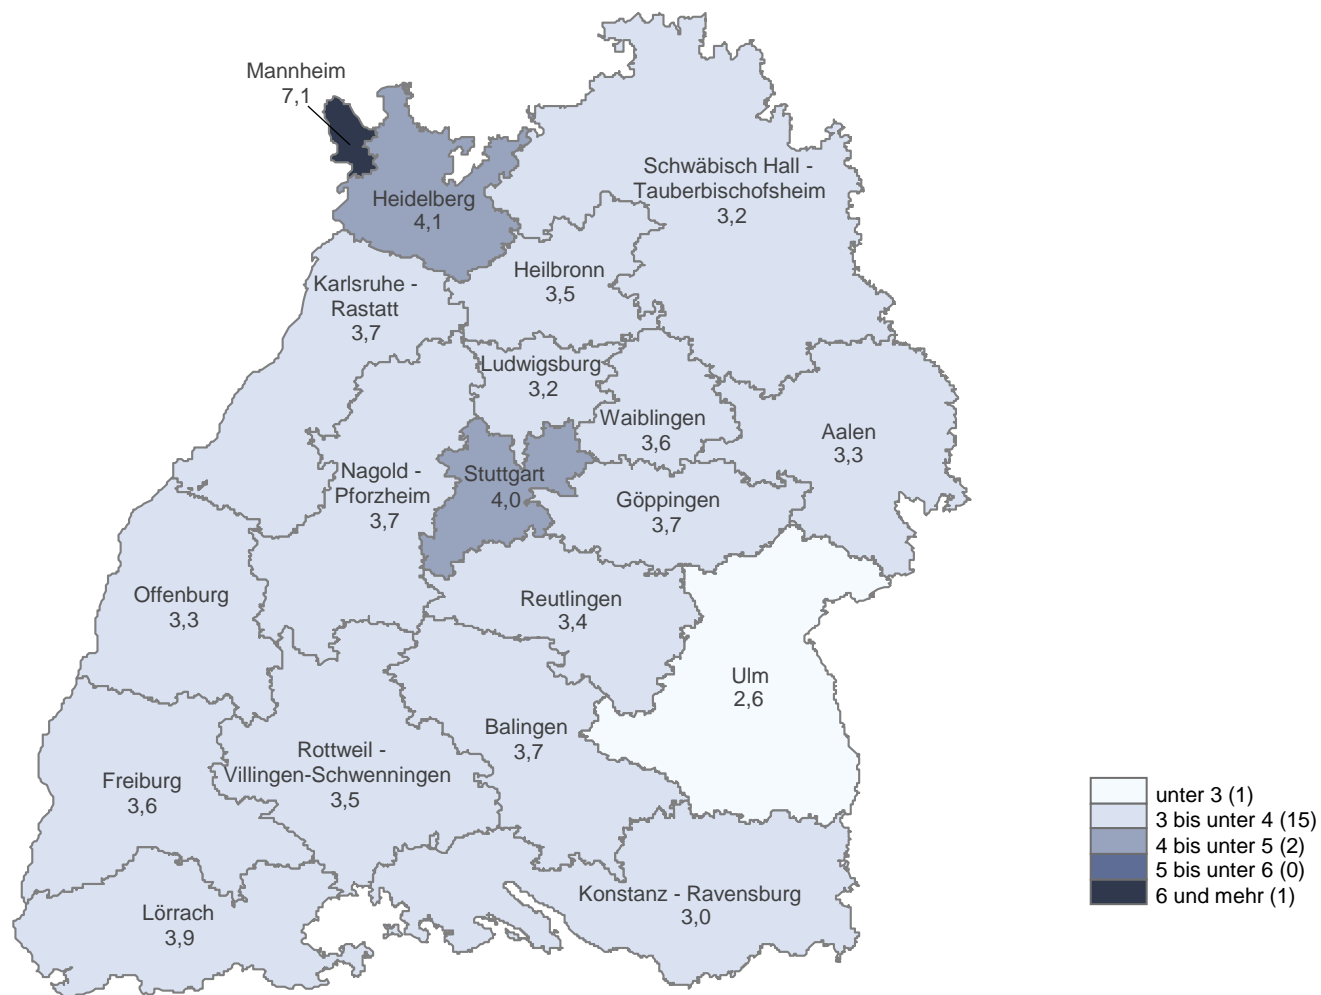 Mannheim
7,1
Heidelberg
4,1
Schwäbisch Hall -
Tauberbischofsheim
3,2
Heilbronn
3,5
Karlsruhe -
Rastatt
3,7
Ludwigsburg
3,2
Waiblingen
3,6
Aalen
3,3
Nagold -
Pforzheim
3,7
Stuttgart
4,0
Göppingen
3,7
Offenburg
3,3
Reutlingen
3,4
Ulm
2,6
Balingen
3,7
Rottweil -
Villingen-Schwenningen
3,5
Freiburg
3,6
Konstanz - Ravensburg
3,0
Lörrach
3,9
unter 3 (1)
3 bis unter 4 (15)
4 bis unter 5 (2)
5 bis unter 6 (0)
6 und mehr (1)